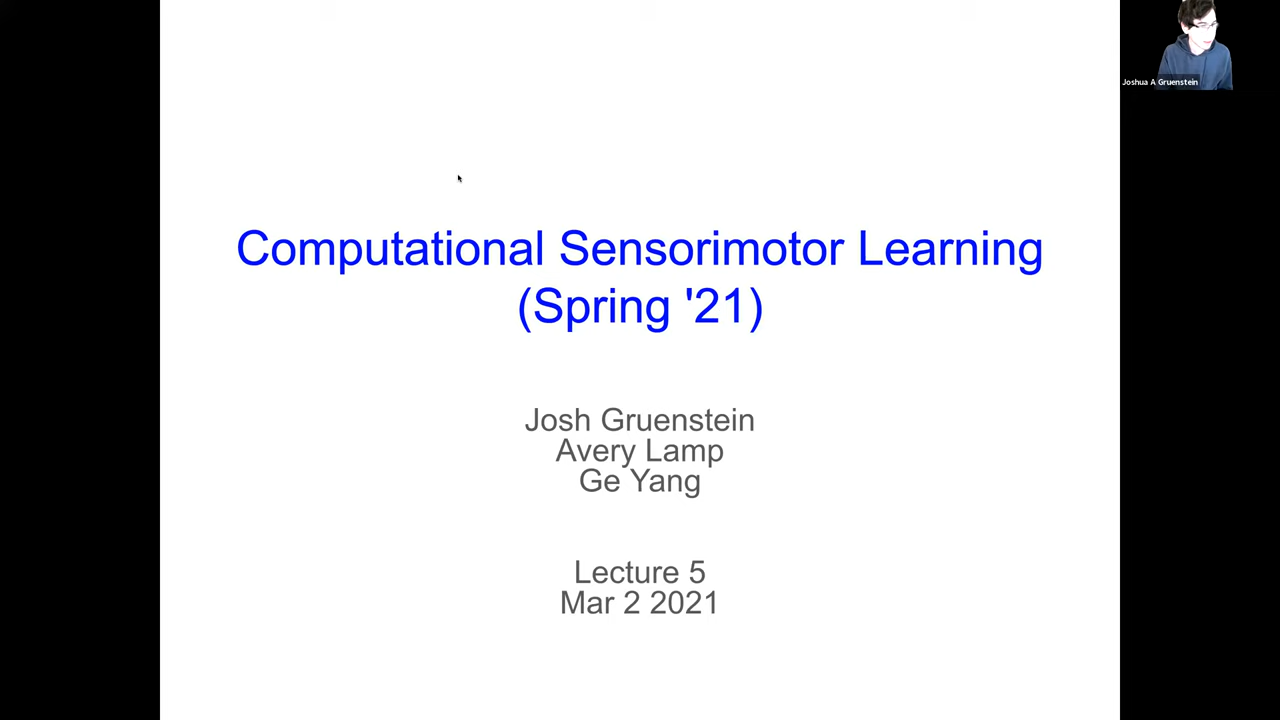 Joshua A Gruenstein
Computational Sensorimotor Learning
(Spring '21)
Josh Gruenstein
Avery Lamp
Ge Yang
Lecture 5
Mar 2 2021